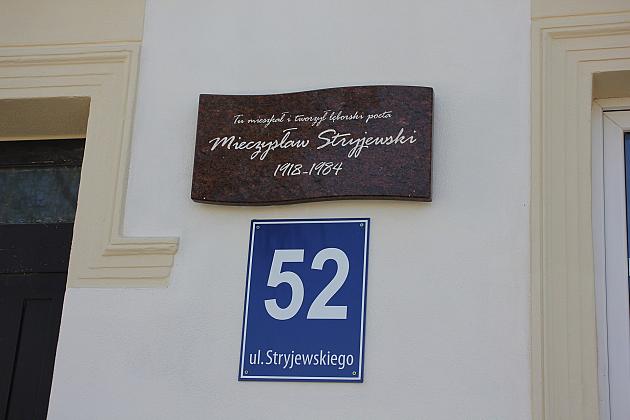 Tu mieszkał i tworzył lęborski poeta
Mieczysław Stryjewski
1918-1984
52
ul. Stryjewskiego